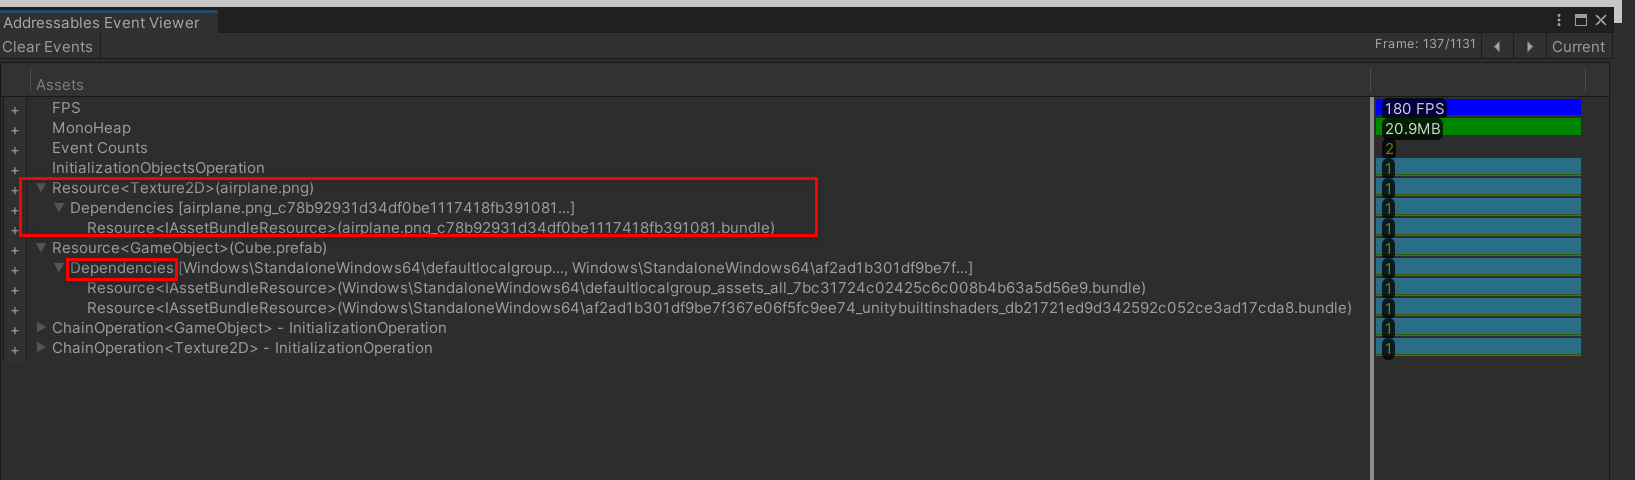 Addressables Event Viewer
Clear Events Frame: 137/1131 Current
Assets
FPS 180 FPS
MonoHeap 20.9MB
Event Counts 2
InitializationObjectsOperation 1
Resource<Texture2D>(airplane.png) 1
Dependencies [airplane.png_c78b92931d34df0be1117418fb391081...] 1
Resource<IAssetBundleResource>(airplane.png_c78b92931d34df0be1117418fb391081.bundle) 1
Resource<GameObject>(Cube.prefab) 1
Dependencies [Windows\StandaloneWindows64\defaultlocalgroup..., Windows\StandaloneWindows64\af2ad1b301df9be7f...] 1
Resource<IAssetBundleResource>(Windows\StandaloneWindows64\defaultlocalgroup_assets_all_7bc31724c02425c6c008b4b63a5d56e9.bundle) 1
Resource<IAssetBundleResource>(Windows\StandaloneWindows64\af2ad1b301df9be7f367e06f5fc9ee74_unitybuiltinshaders_db21721ed9d342592c052ce3ad17cda8.bundle) 1
ChainOperation<GameObject> - InitializationOperation 1
ChainOperation<Texture2D> - InitializationOperation 1